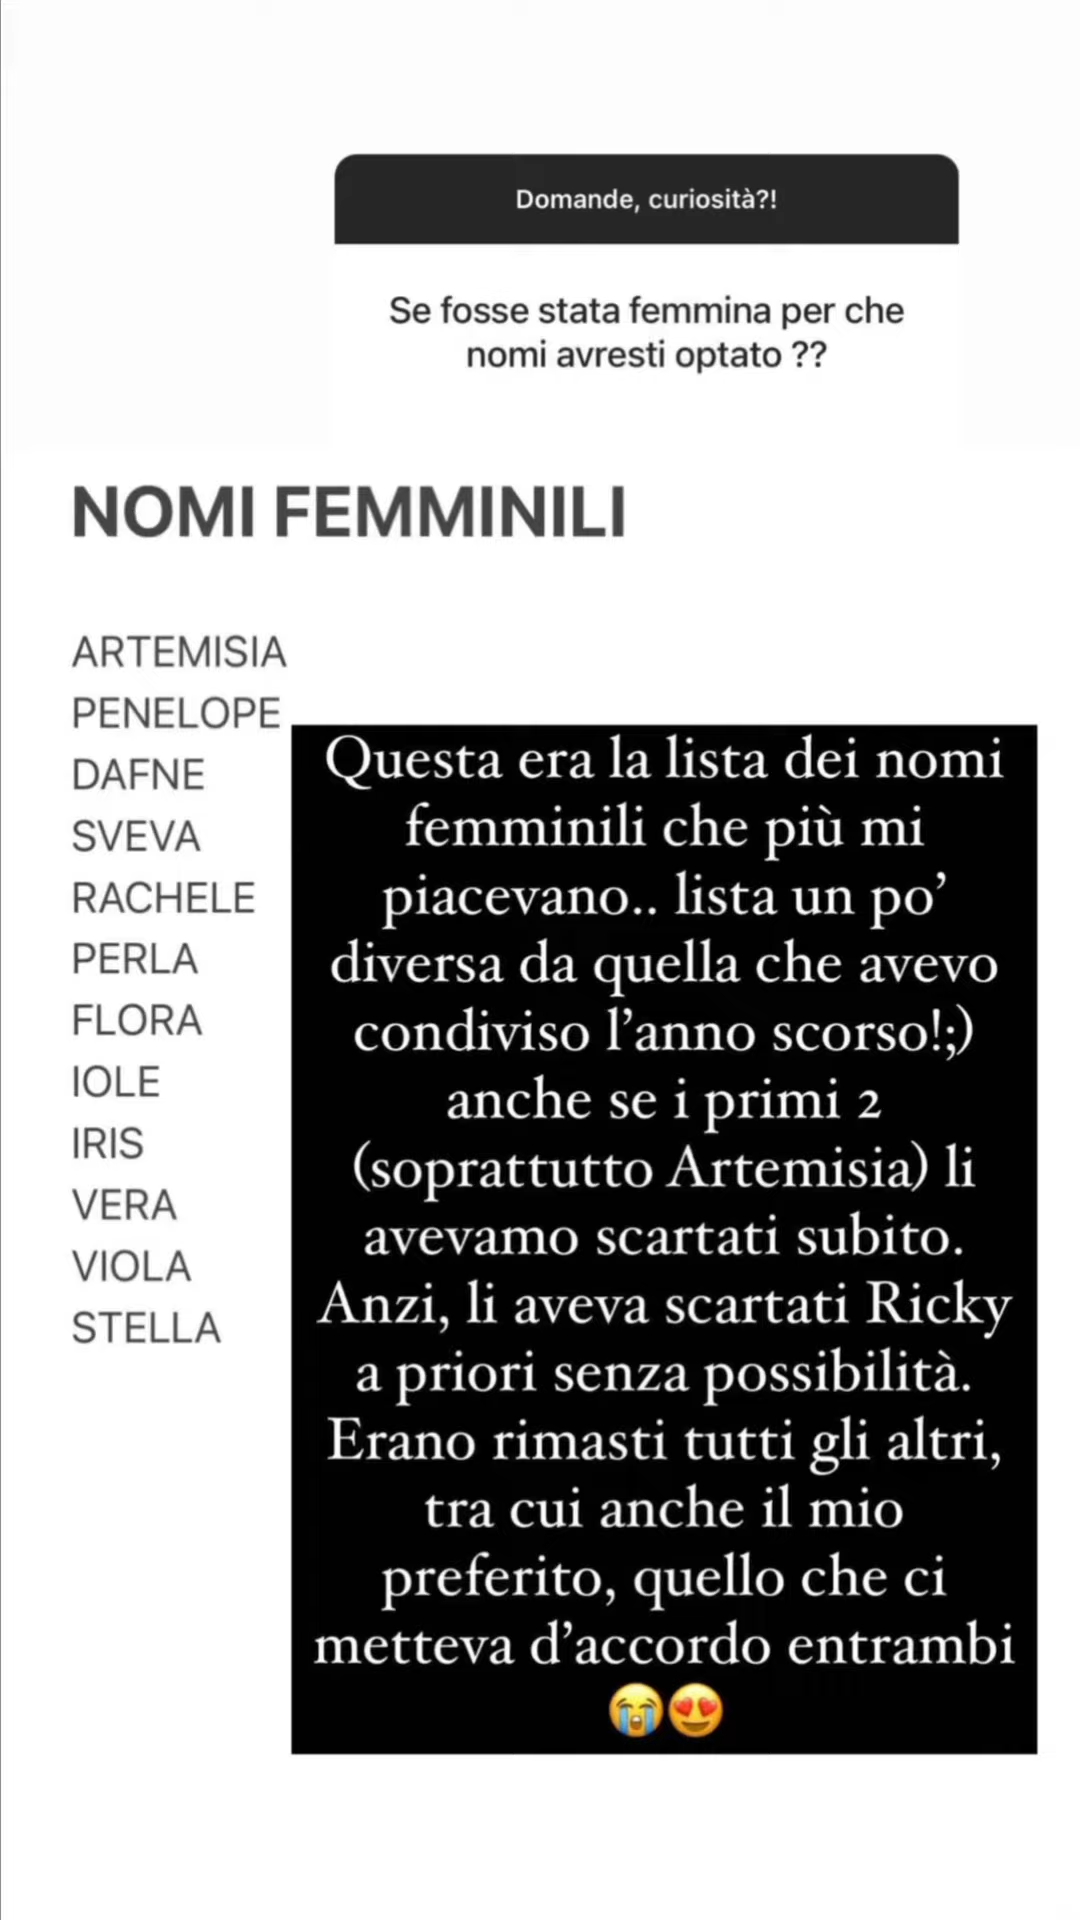 Domande, curiosità?!
Se fosse stata femmina per che
nomi avresti optato ??
NOMI FEMMINILI
ARTEMISIA
PENELOPE
DAFNE
SVEVA
RACHELE
PERLA
FLORA
IOLE
IRIS
VERA
VIOLA
STELLA
Questa era la lista dei nomi
femminili che più mi
piacevano.. lista un po’
diversa da quella che avevo
condiviso l’anno scorso!;)
anche se i primi 2
(soprattutto Artemisia) li
avevamo scartati subito.
Anzi, li aveva scartati Ricky
a priori senza possibilità.
Erano rimasti tutti gli altri,
tra cui anche il mio
preferito, quello che ci
metteva d’accordo entrambi
😭😍